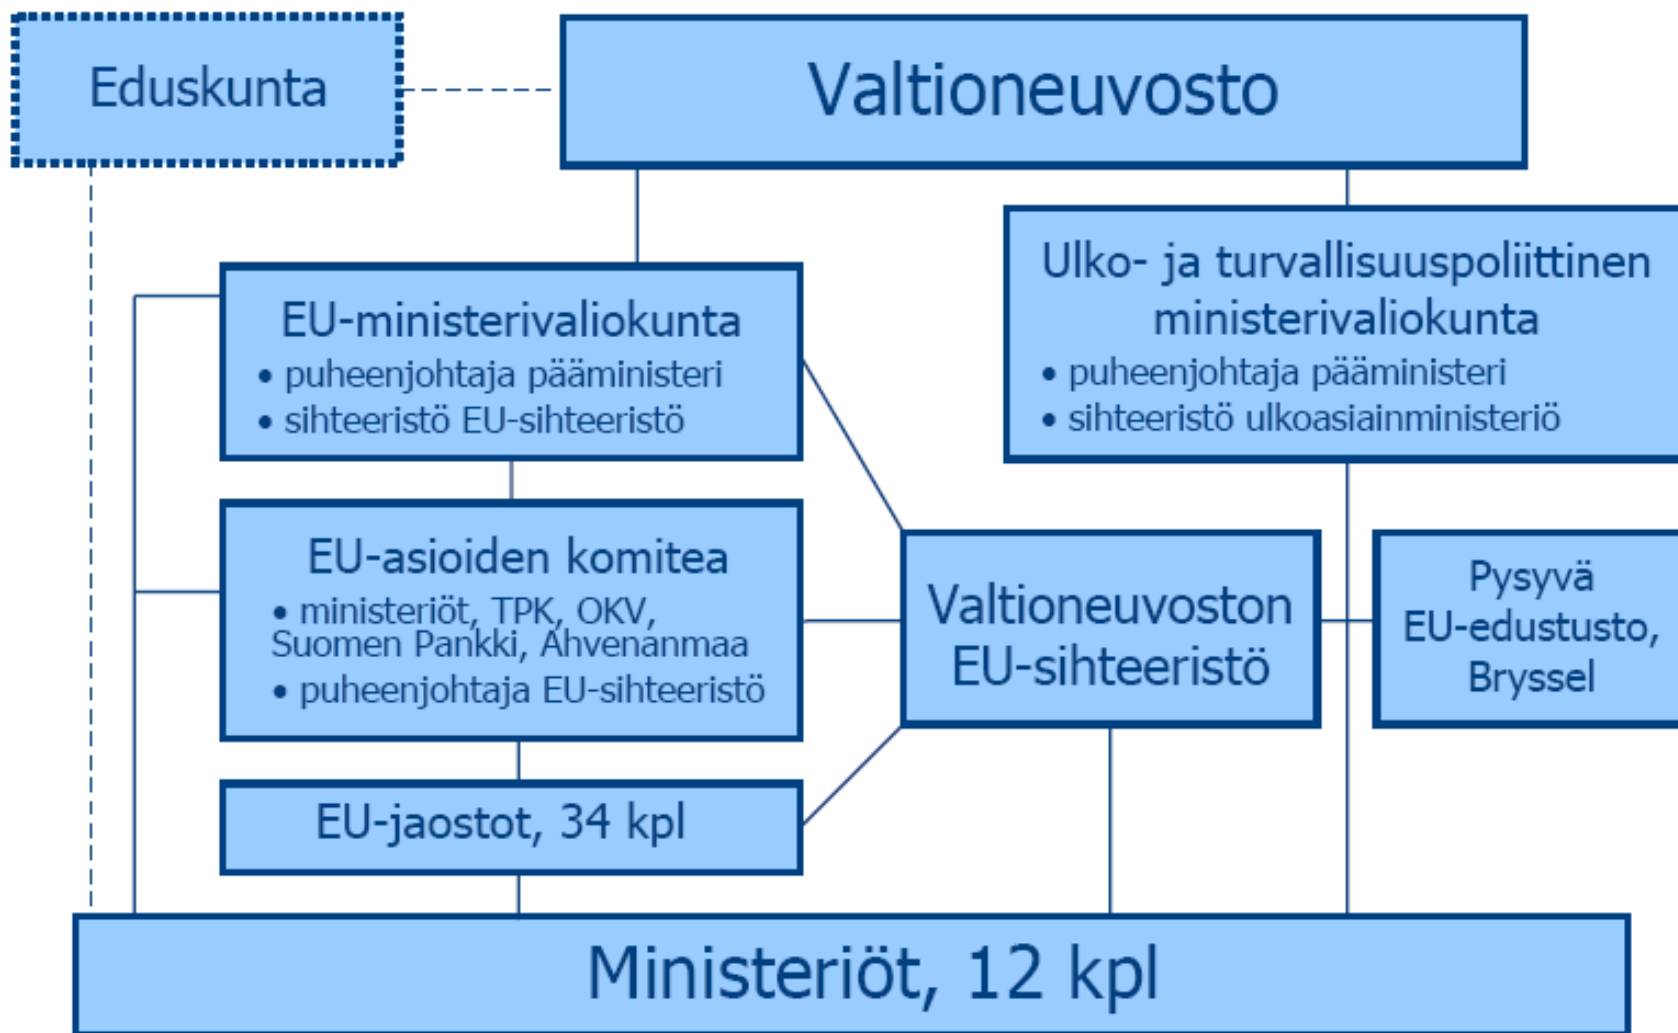 Eduskunta
Valtioneuvosto
Ulko- ja turvallisuuspoliittinen
ministerivaliokunta
• puheenjohtaja pääministeri
• sihteeristö ulkoasiainministeriö
EU-ministerivaliokunta
• puheenjohtaja pääministeri
• sihteeristö EU-sihteeristö
EU-asioiden komitea
• ministeriöt, TPK, OKV,
Suomen Pankki, Ahvenanmaa
• puheenjohtaja EU-sihteeristö
Valtioneuvoston
EU-sihteeristö
Pysyvä
EU-edustusto,
Bryssel
EU-jaostot, 34 kpl
Ministeriöt, 12 kpl